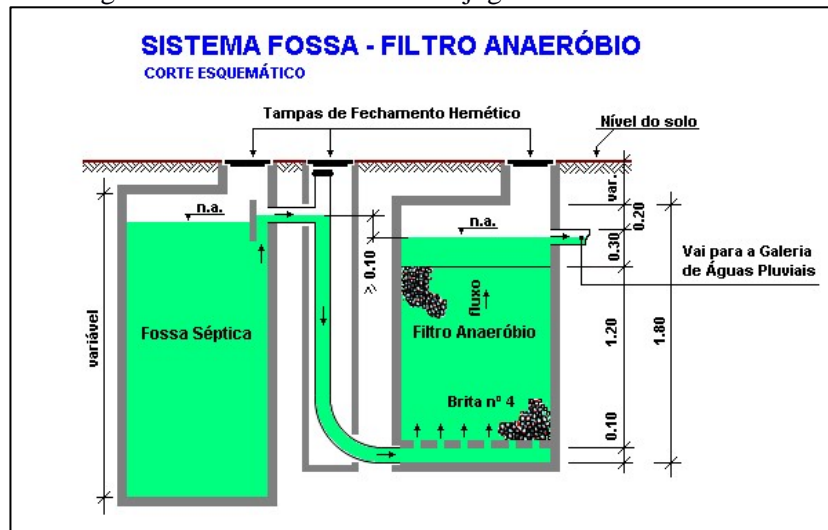 SISTEMA FOSSA - FILTRO ANAERÓBIO
CORTE ESQUEMÁTICO
Tampas de Fechamento Hemético
Nível do solo
n.a.
n.a.
var.
0.20
0.30
Vai para a Galeria
de Águas Pluviais
≥ 0.10
fluxo
variável
Fossa Séptica
Filtro Anaeróbio
1.20
1.80
Brita nº 4
0.10